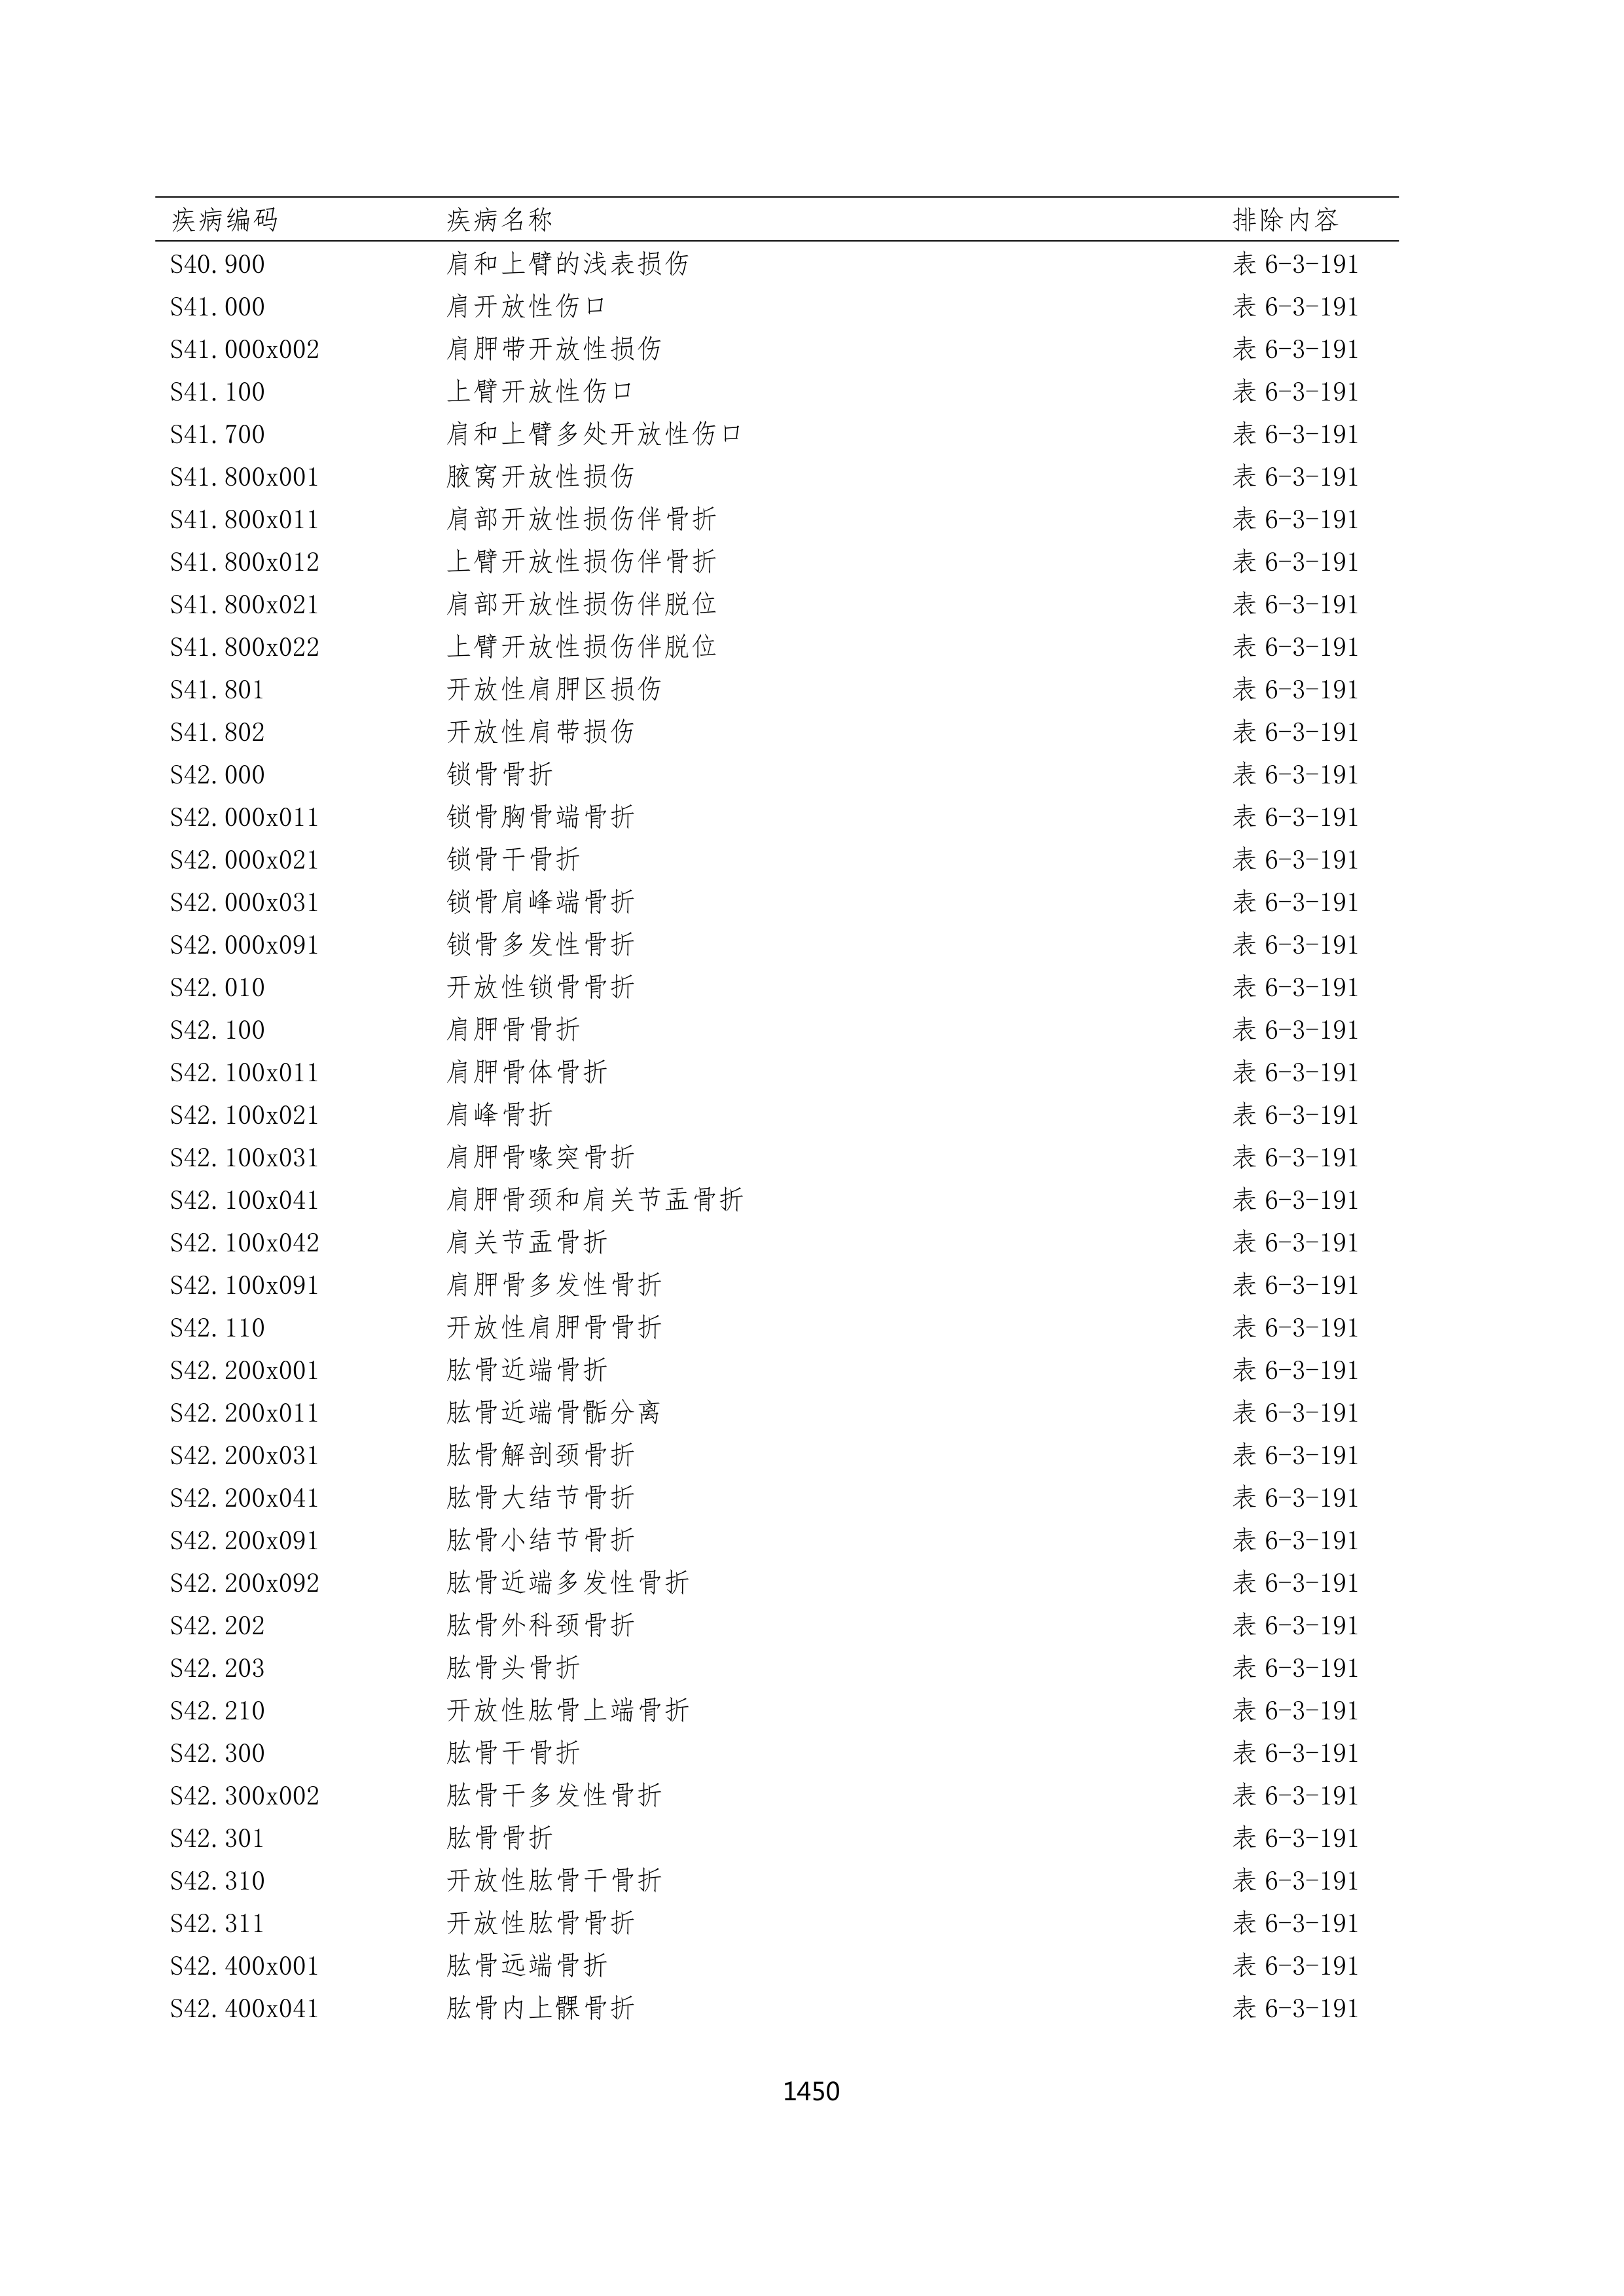 疾病编码 疾病名称 排除内容
S40.900 肩和上臂的浅表损伤 表 6-3-191
S41.000 肩开放性伤口 表 6-3-191
S41.000x002 肩胛带开放性损伤 表 6-3-191
S41.100 上臂开放性伤口 表 6-3-191
S41.700 肩和上臂多处开放性伤口 表 6-3-191
S41.800x001 腋窝开放性损伤 表 6-3-191
S41.800x011 肩部开放性损伤伴骨折 表 6-3-191
S41.800x012 上臂开放性损伤伴骨折 表 6-3-191
S41.800x021 肩部开放性损伤伴脱位 表 6-3-191
S41.800x022 上臂开放性损伤伴脱位 表 6-3-191
S41.801 开放性肩胛区损伤 表 6-3-191
S41.802 开放性肩带损伤 表 6-3-191
S42.000 锁骨骨折 表 6-3-191
S42.000x011 锁骨胸骨端骨折 表 6-3-191
S42.000x021 锁骨干骨折 表 6-3-191
S42.000x031 锁骨肩峰端骨折 表 6-3-191
S42.000x091 锁骨多发性骨折 表 6-3-191
S42.010 开放性锁骨骨折 表 6-3-191
S42.100 肩胛骨骨折 表 6-3-191
S42.100x011 肩胛骨体骨折 表 6-3-191
S42.100x021 肩峰骨折 表 6-3-191
S42.100x031 肩胛骨喙突骨折 表 6-3-191
S42.100x041 肩胛骨颈和肩关节盂骨折 表 6-3-191
S42.100x042 肩关节盂骨折 表 6-3-191
S42.100x091 肩胛骨多发性骨折 表 6-3-191
S42.110 开放性肩胛骨骨折 表 6-3-191
S42.200x001 肱骨近端骨折 表 6-3-191
S42.200x011 肱骨近端骨骺分离 表 6-3-191
S42.200x031 肱骨解剖颈骨折 表 6-3-191
S42.200x041 肱骨大结节骨折 表 6-3-191
S42.200x091 肱骨小结节骨折 表 6-3-191
S42.200x092 肱骨近端多发性骨折 表 6-3-191
S42.202 肱骨外科颈骨折 表 6-3-191
S42.203 肱骨头骨折 表 6-3-191
S42.210 开放性肱骨上端骨折 表 6-3-191
S42.300 肱骨干骨折 表 6-3-191
S42.300x002 肱骨干多发性骨折 表 6-3-191
S42.301 肱骨骨折 表 6-3-191
S42.310 开放性肱骨干骨折 表 6-3-191
S42.311 开放性肱骨骨折 表 6-3-191
S42.400x001 肱骨远端骨折 表 6-3-191
S42.400x041 肱骨内上髁骨折 表 6-3-191
1450